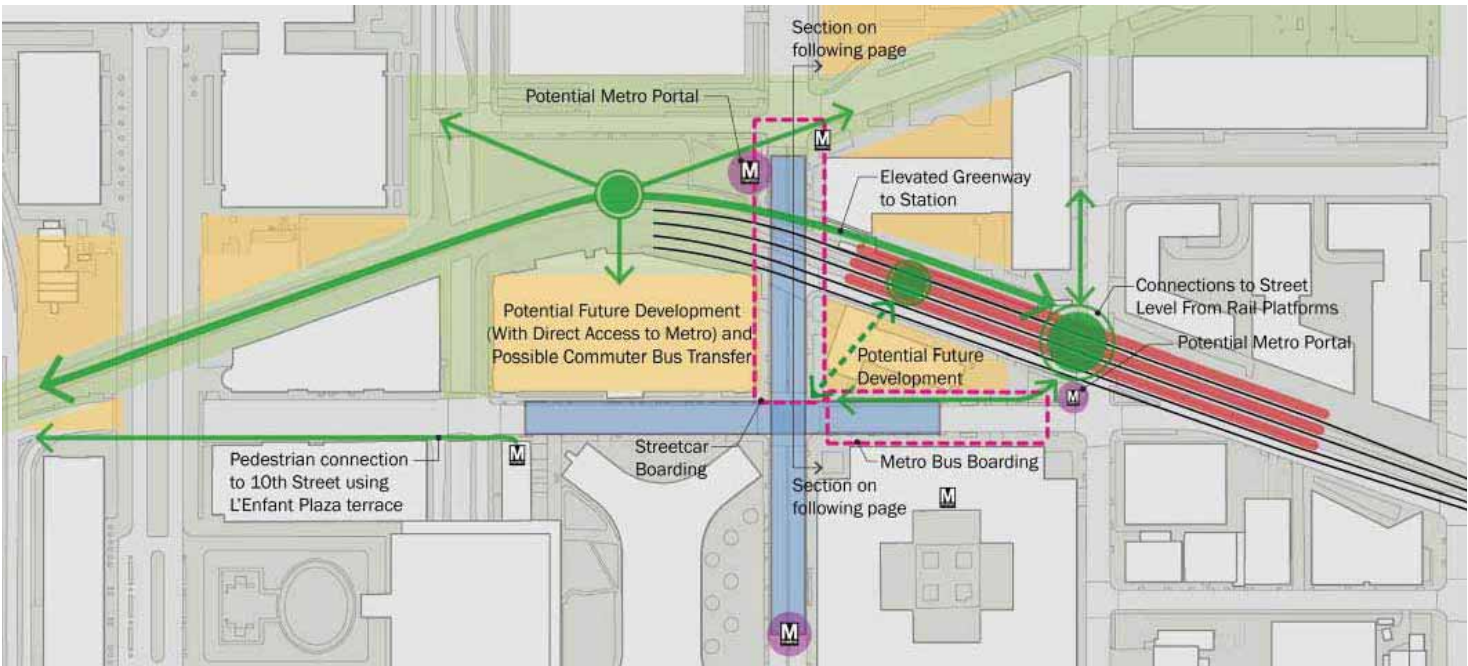 Section on
following page
Potential Metro Portal
M
M
Elevated Greenway
to Station
Connections to Street
Level From Rail Platforms
Potential Future Development
(With Direct Access to Metro) and
Possible Commuter Bus Transfer
Potential Metro Portal
Potential Future
Development
M
Streetcar
Boarding
Metro Bus Boarding
Pedestrian connection
to 10th Street using
L'Enfant Plaza terrace
M
Section on
following page
M
M